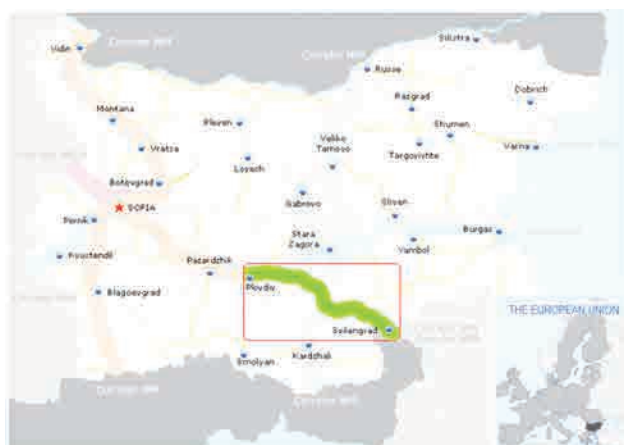 Silistra
Vidin
Russe
Dobrich
Razgrad
Montana
Pleven
Shumen
Veliko
Tarnovo
Vratza
Targovishte
Varna
Lovech
Botevgrad
Gabrovo
SOFIA
Sliven
Pernik
Burgas
Stara
Zagora
Yambol
Kyustendil
Pazardzhik
Plovdiv
Blagoevgrad
THE EUROPEAN UNION
Svilengrad
Kardzhali
Smolyan